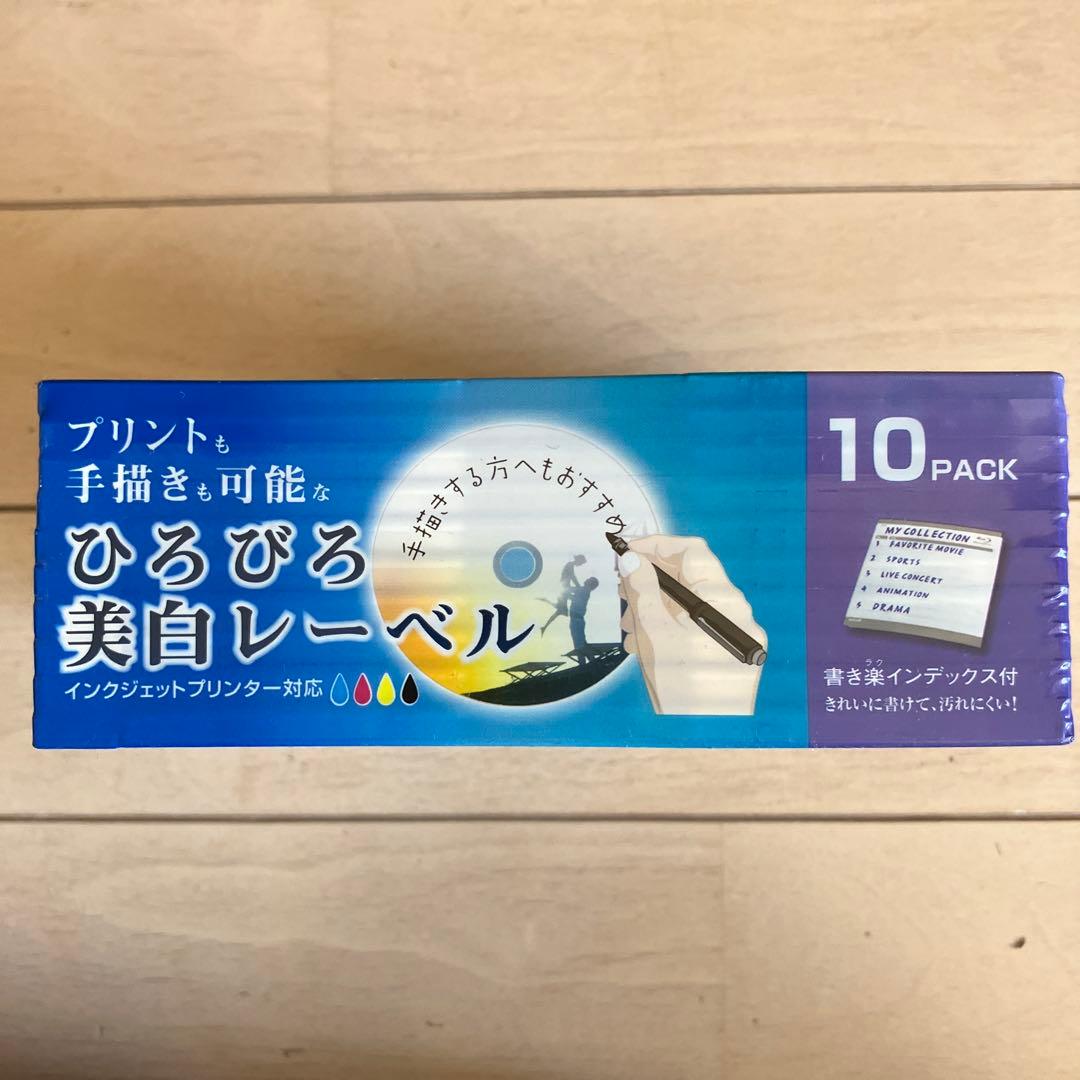 プリントも
手描きも可能な
ひろびろ
美白レーベル
インクジェットプリンター対応
手描きする方へもおすすめ
10 PACK
MY COLLECTION
1 FAVORITE MOVIE
2 SPORTS
3 LIVE CONCERT
4 ANIMATION
5 DRAMA
ラク
書き楽インデックス付
きれいに書けて、汚れにくい!